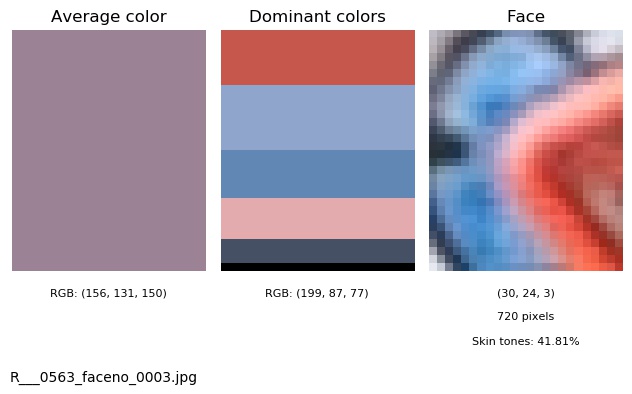 Average color
Dominant colors
Face
RGB: (156, 131, 150)
RGB: (199, 87, 77)
(30, 24, 3)
720 pixels
Skin tones: 41.81%
R___0563_faceno_0003.jpg